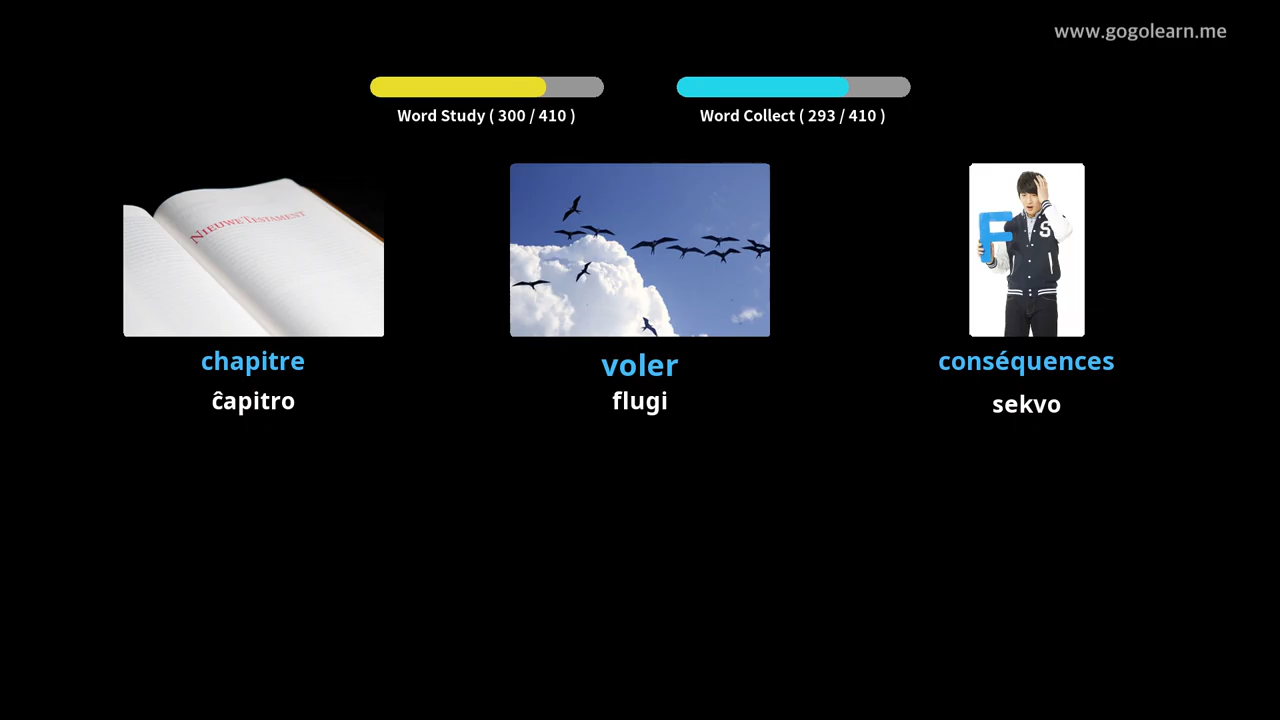 www.gogolearn.me
Word Study ( 300 / 410 )
Word Collect ( 293 / 410 )
NIEUWE TESTAMENT
F
S
chapitre
voler
conséquences
ĉapitro
flugi
sekvo